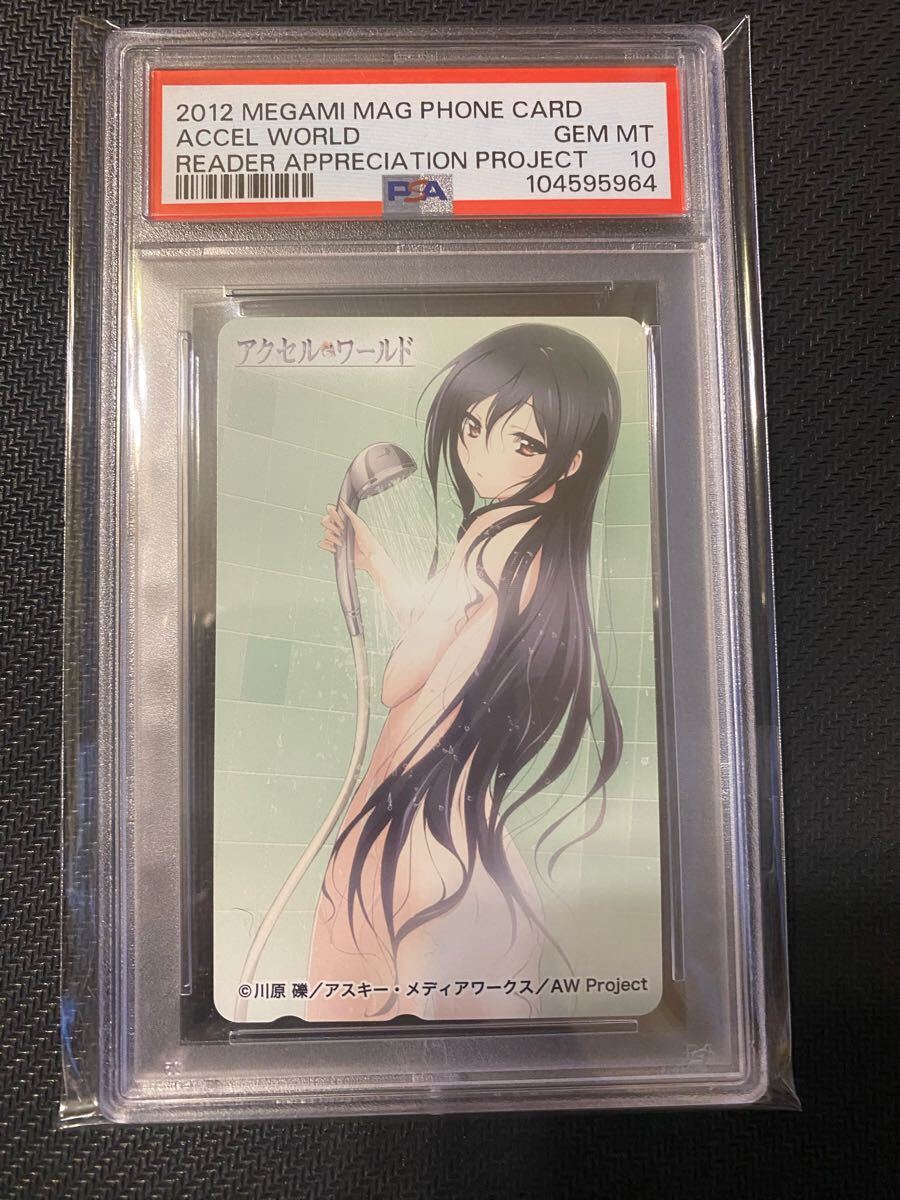 2012 MEGAMI MAG PHONE CARD
ACCEL WORLD GEM MT
READER APPRECIATION PROJECT 10
PSA 104595964
アクセル・ワールド
©川原 礫／アスキー・メディアワークス／AW Project